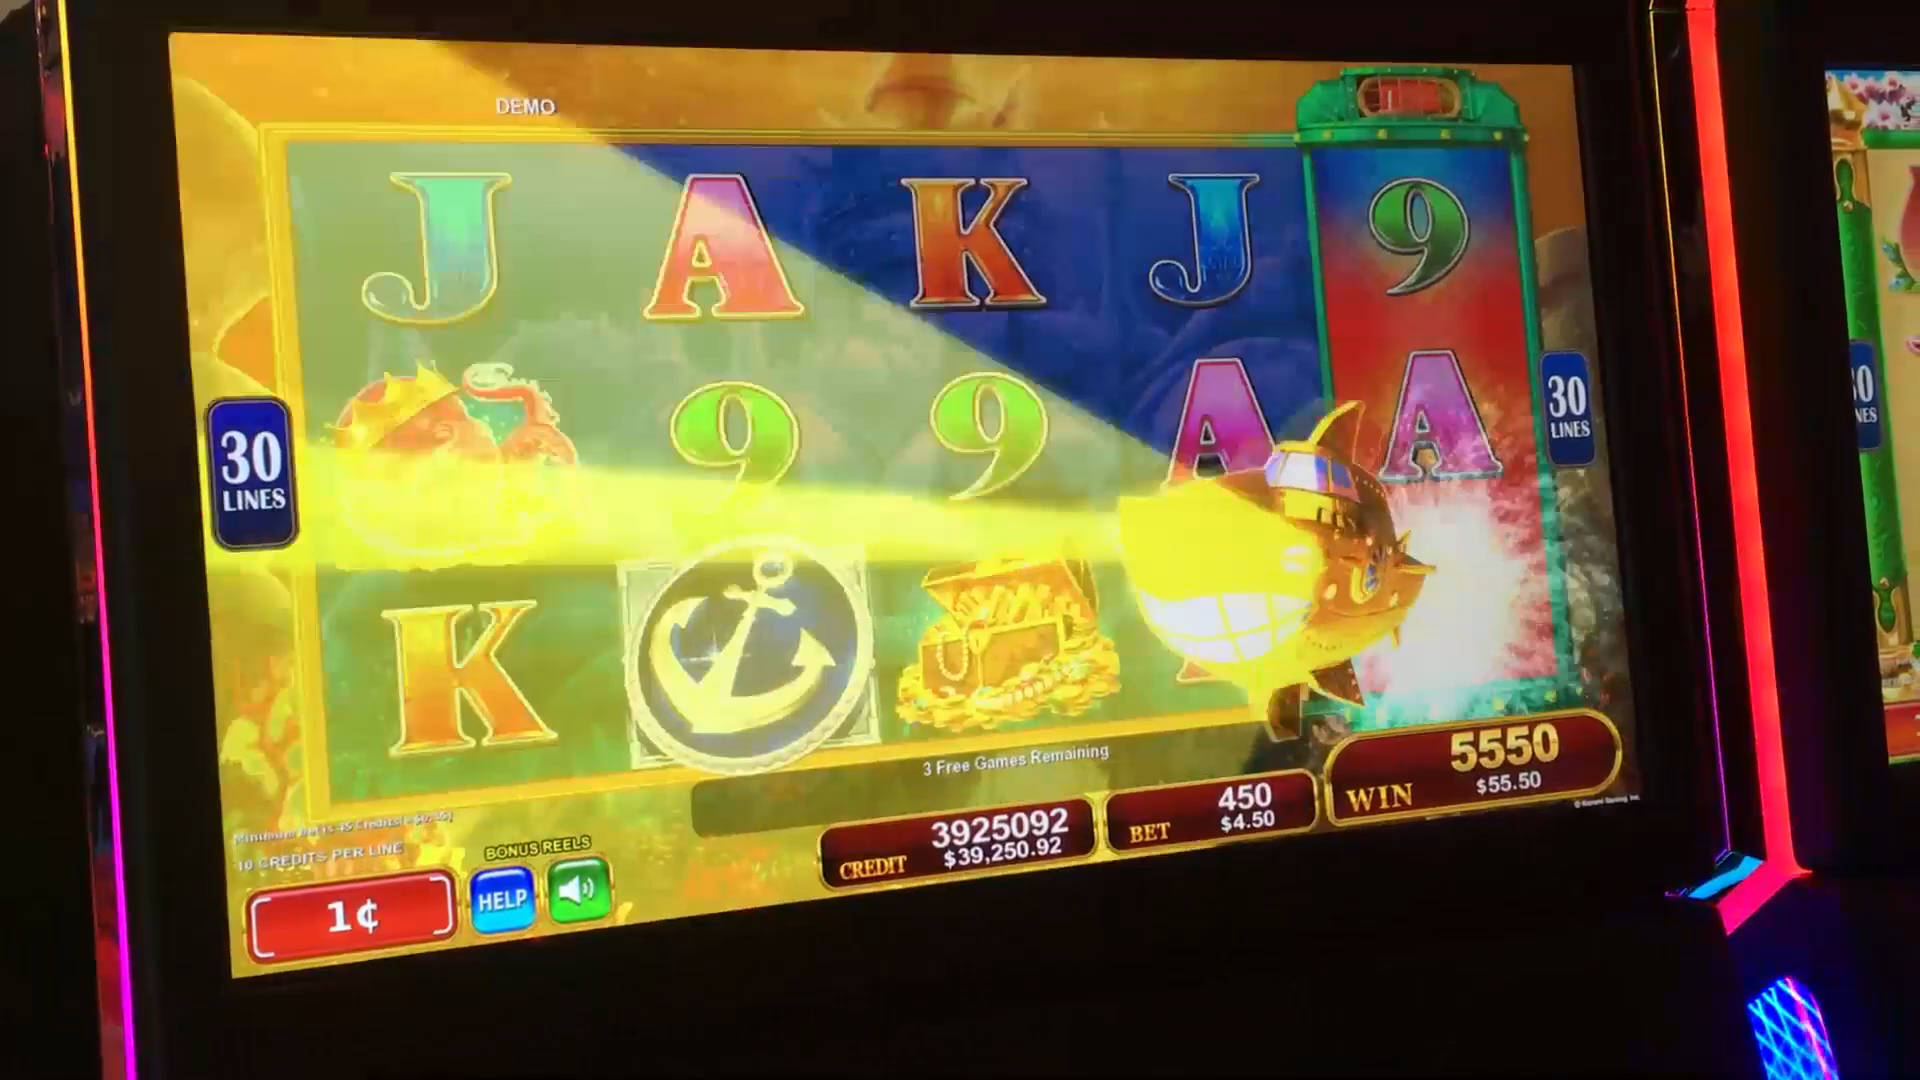 DEMO
J A K J 9
9 9 A A
K
30
LINES
30
LINES
3 Free Games Remaining
5550
WIN $55.50
450
BET $4.50
3925092
CREDIT $39,250.92
10 CREDITS PER LINE
BONUS REELS
1¢
HELP